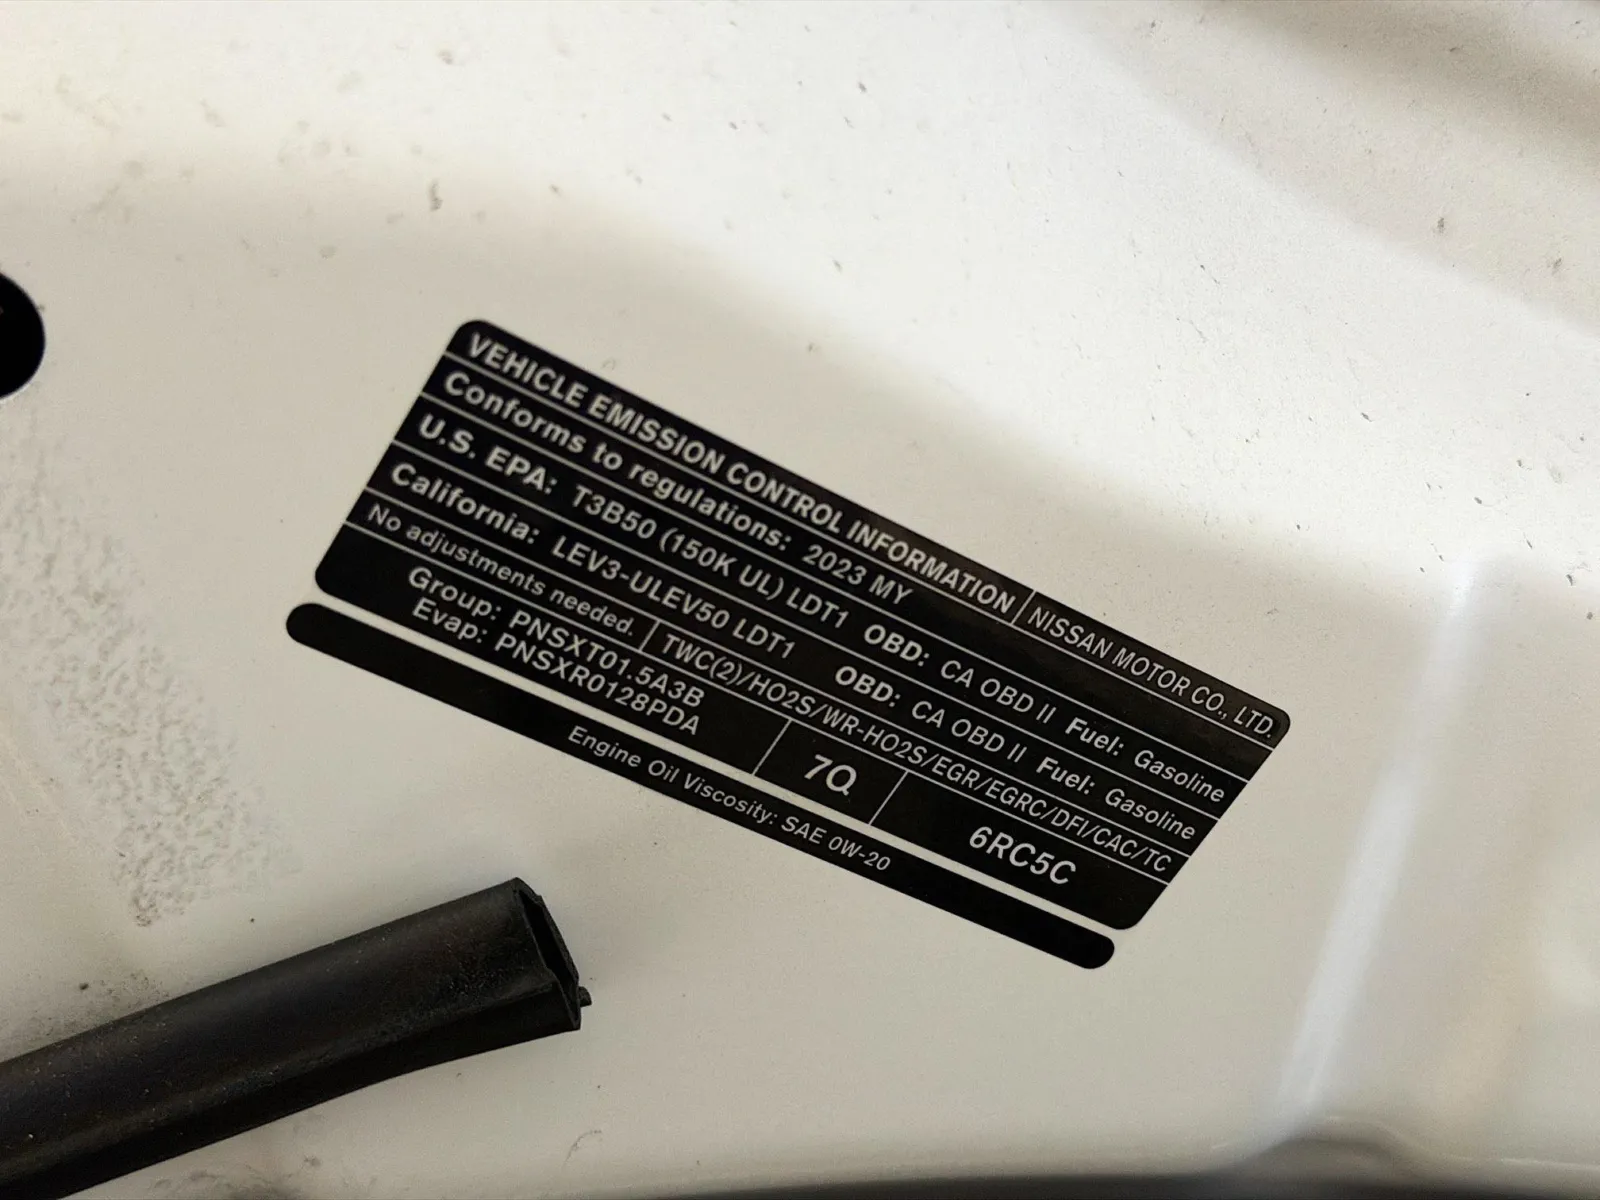 VEHICLE EMISSION CONTROL INFORMATION NISSAN MOTOR CO., LTD.
Conforms to regulations: 2023 MY
U.S. EPA: T3B50 (150K UL) LDT1 OBD: CA OBD II Fuel: Gasoline
California: LEV3-ULEV50 LDT1 OBD: CA OBD II Fuel: Gasoline
No adjustments needed. TWC(2)/HO2S/WR-HO2S/EGR/EGRC/DFI/CAC/TC
Group: PNSXT01.5A3B
Evap: PNSXR0128PDA
7Q
6RC5C
Engine Oil Viscosity: SAE 0W-20